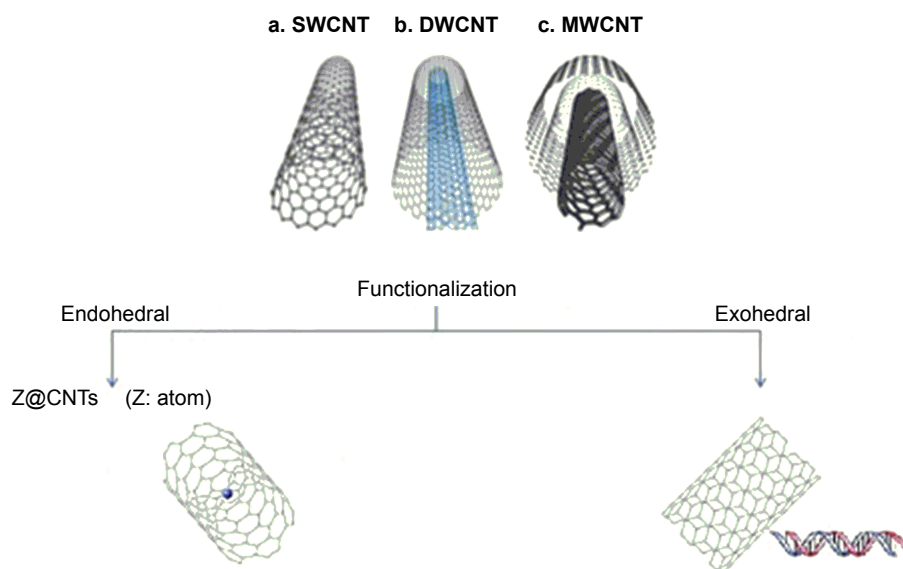 a. SWCNT b. DWCNT c. MWCNT
Functionalization
Endohedral
Exohedral
Z@CNTs (Z: atom)